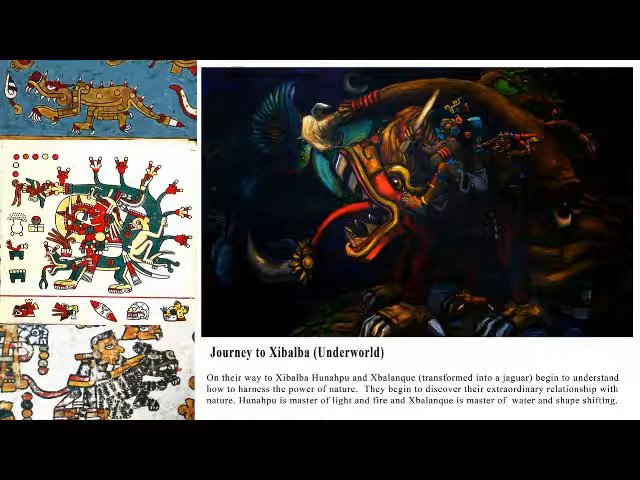 Journey to Xibalba (Underworld)
On their way to Xibalba Hunahpu and Xbalanque (transformed into a jaguar) begin to understand
how to harness the power of nature.  They begin to discover their extraordinary relationship with
nature. Hunahpu is master of light and fire and Xbalanque is master of  water and shape shifting.